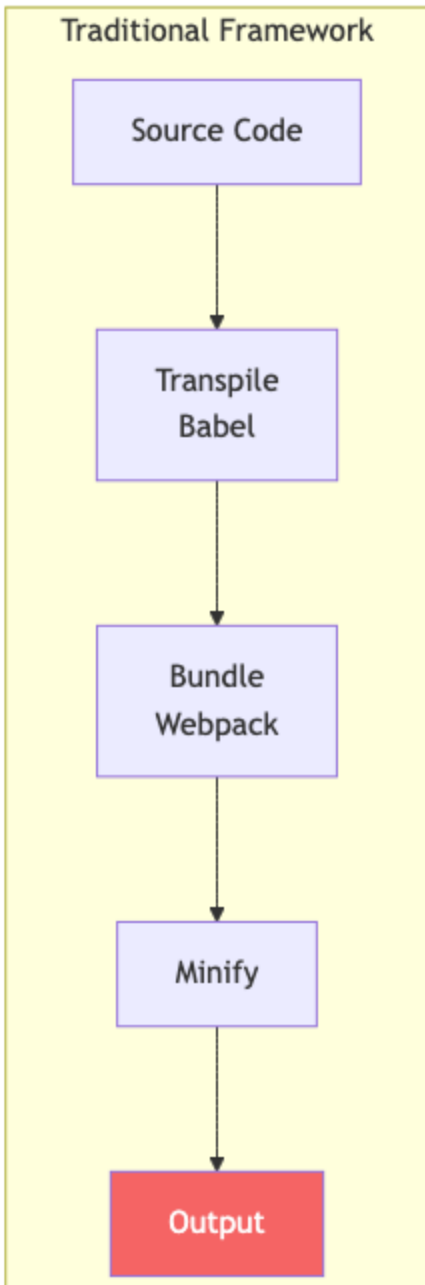 Traditional Framework
Source Code
Transpile
Babel
Bundle
Webpack
Minify
Output